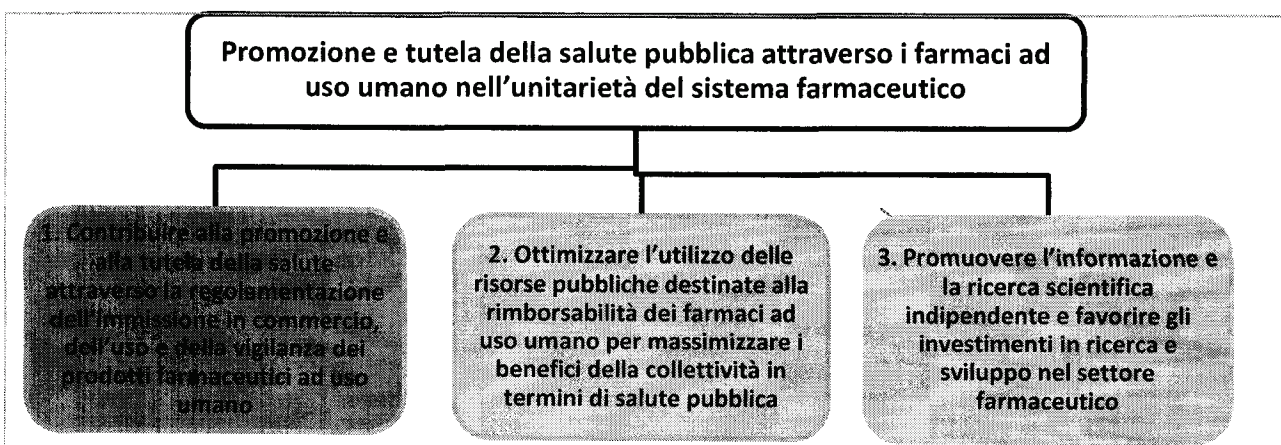 Promozione e tutela della salute pubblica attraverso i farmaci ad
uso umano nell'unitarietà del sistema farmaceutico
1. Contribuire alla promozione e
alla tutela della salute
attraverso la regolamentazione
dell'immissione in commercio,
dell'uso e della vigilanza dei
prodotti farmaceutici ad uso
umano
2. Ottimizzare l'utilizzo delle
risorse pubbliche destinate alla
rimborsabilità dei farmaci ad
uso umano per massimizzare i
benefici della collettività in
termini di salute pubblica
3. Promuovere l'informazione e
la ricerca scientifica
indipendente e favorire gli
investimenti in ricerca e
sviluppo nel settore
farmaceutico